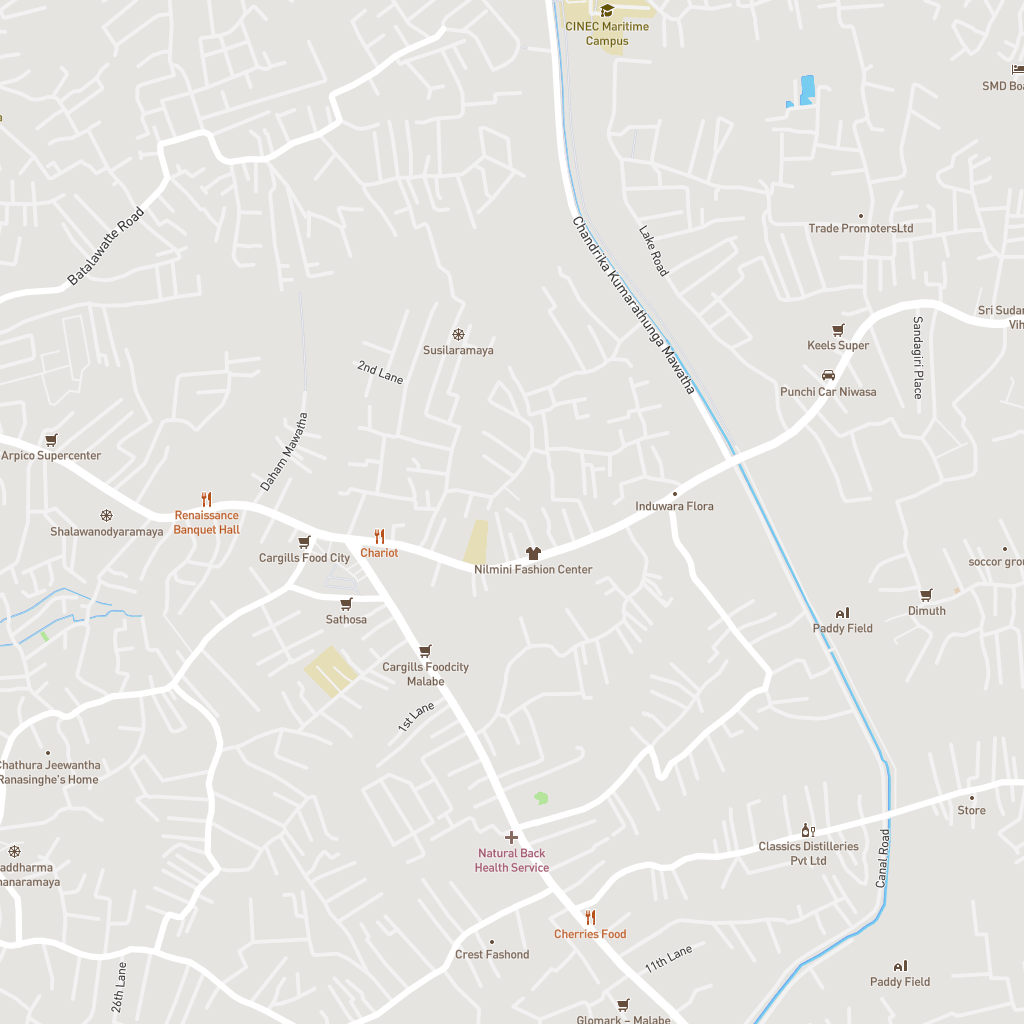 CINEC Maritime
Campus
SMD Boa
Trade PromotersLtd
Lake Road
Batalawatte Road
Chandrika Kumarathunga Mawatha
Sri Sudar
Vih
Keels Super
Sandagiri Place
Susilaramaya
2nd Lane
Punchi Car Niwasa
Arpico Supercenter
Daham Mawatha
Induwara Flora
Renaissance
Banquet Hall
Shalawanodyaramaya
Cargills Food City
Chariot
Nilmini Fashion Center
soccor grou
Dimuth
Sathosa
Paddy Field
Cargills Foodcity
Malabe
1st Lane
Chathura Jeewantha
Ranasinghe's Home
Store
Classics Distilleries
Pvt Ltd
Canal Road
Natural Back
Health Service
addharma
hanaramaya
Cherries Food
Crest Fashond
11th Lane
26th Lane
Paddy Field
Glomark – Malabe